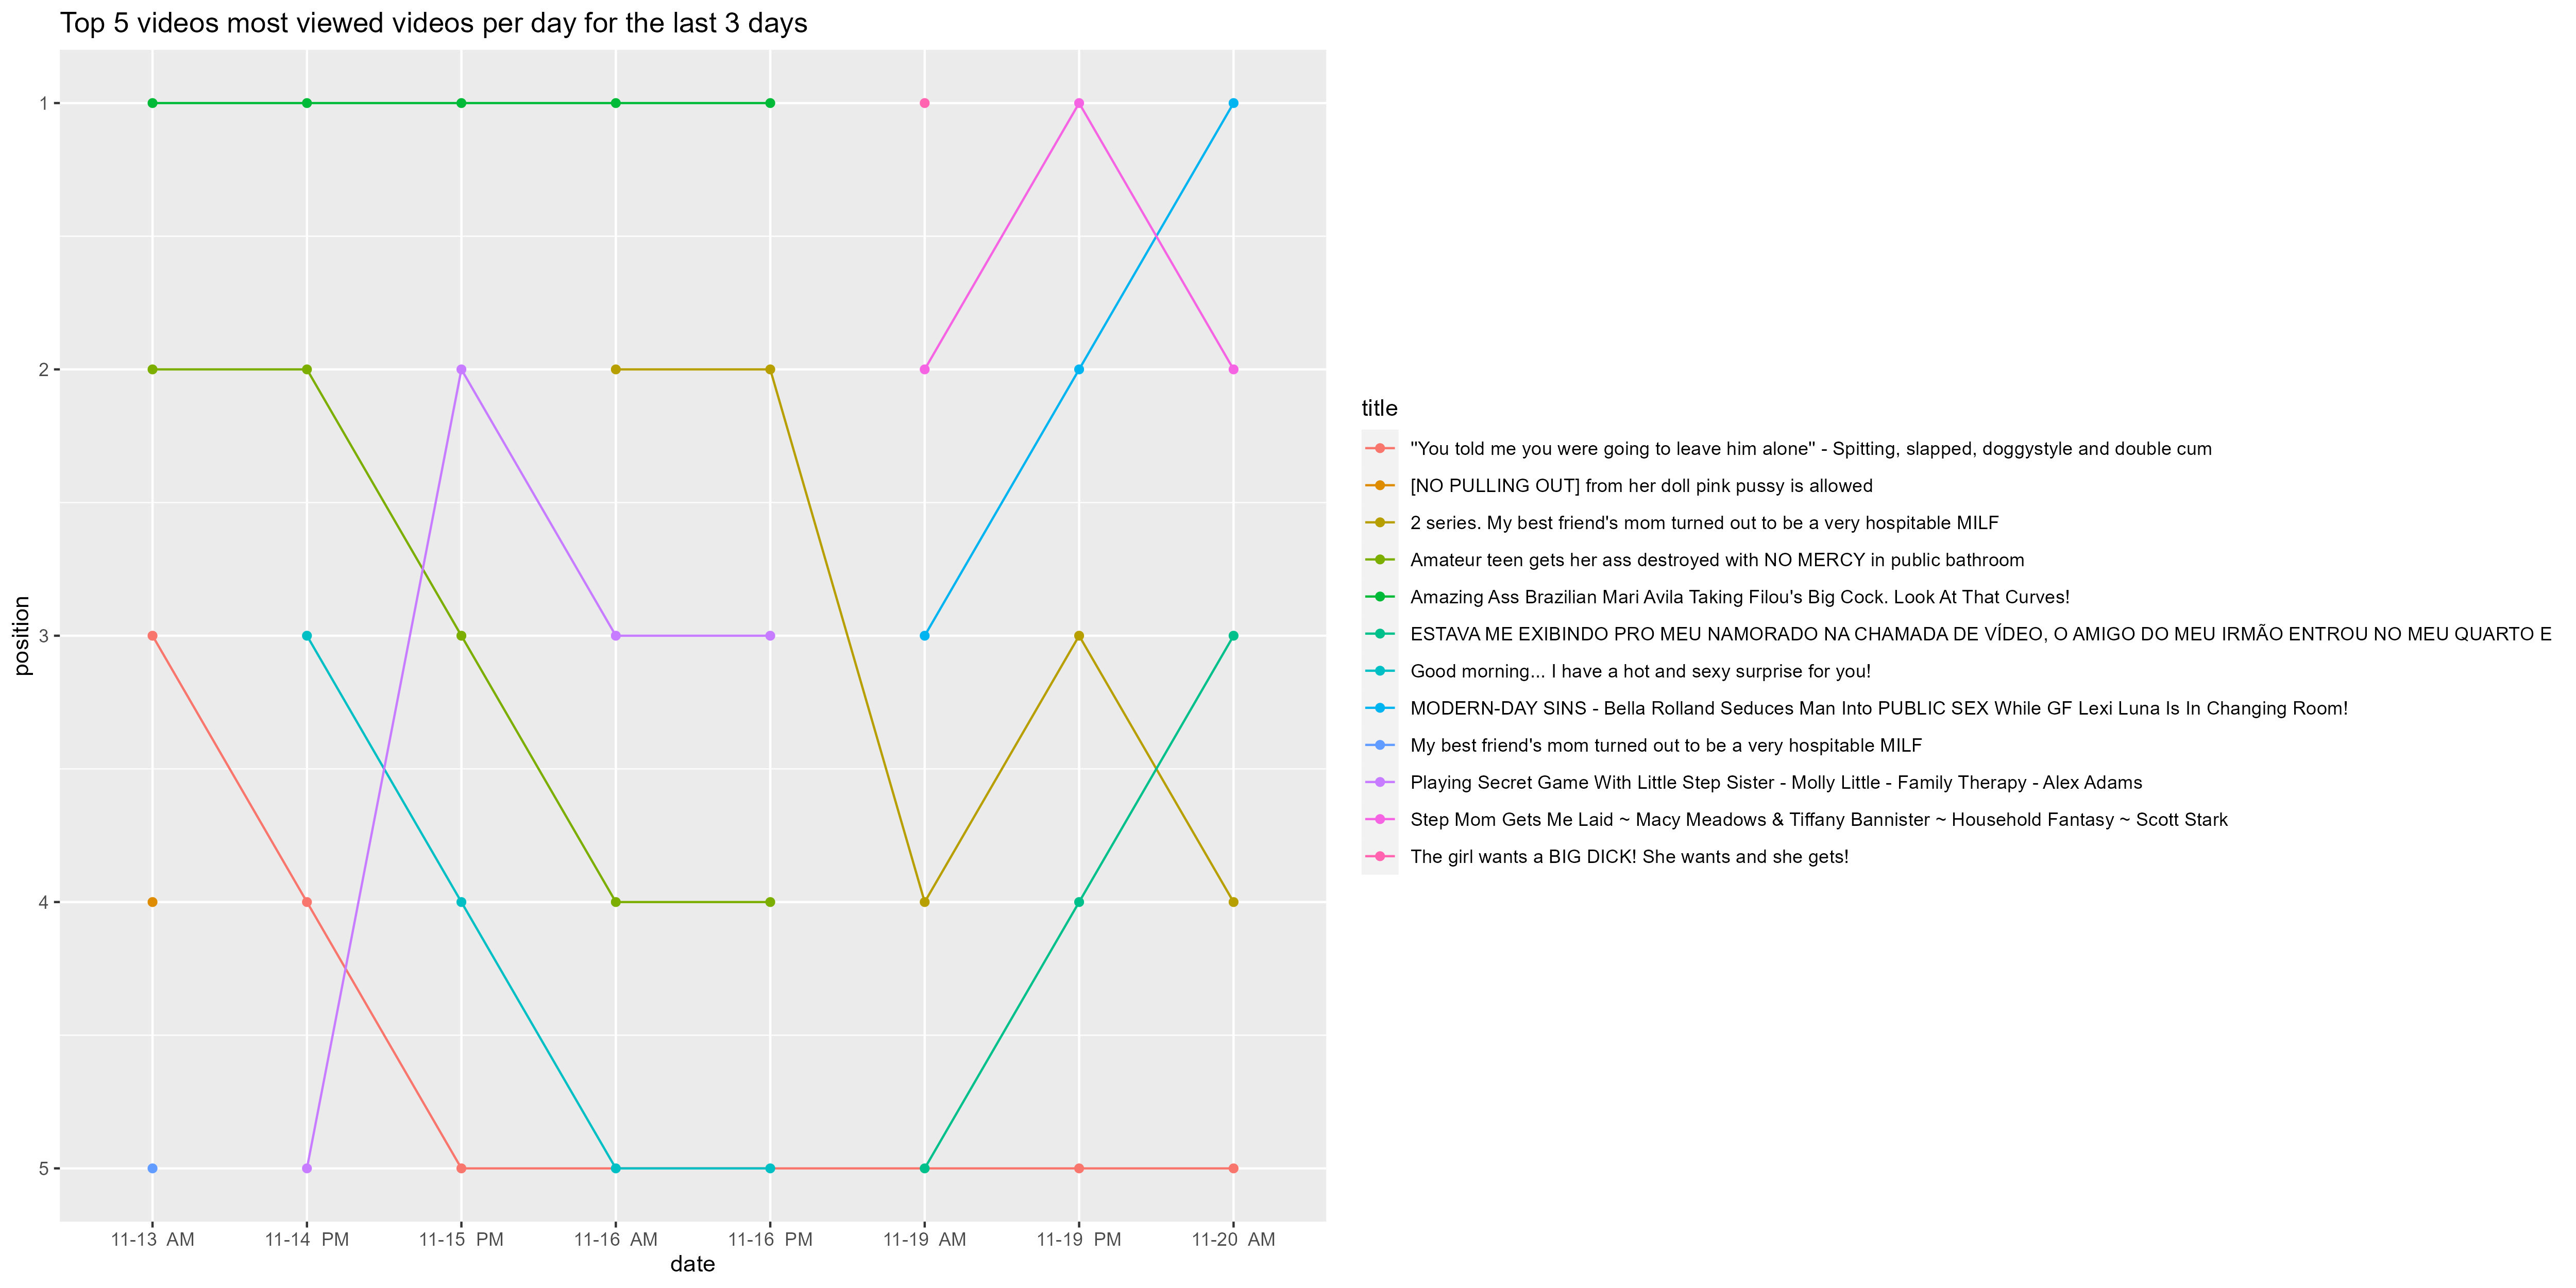 Top 5 videos most viewed videos per day for the last 3 days
position
1
2
3
4
5
11-13 AM
11-14 PM
11-15 PM
11-16 AM
11-16 PM
11-19 AM
11-19 PM
11-20 AM
date
title
"You told me you were going to leave him alone" - Spitting, slapped, doggystyle and double cum
[NO PULLING OUT] from her doll pink pussy is allowed
2 series. My best friend's mom turned out to be a very hospitable MILF
Amateur teen gets her ass destroyed with NO MERCY in public bathroom
Amazing Ass Brazilian Mari Avila Taking Filou's Big Cock. Look At That Curves!
ESTAVA ME EXIBINDO PRO MEU NAMORADO NA CHAMADA DE VÍDEO, O AMIGO DO MEU IRMÃO ENTROU NO MEU QUARTO E
Good morning... I have a hot and sexy surprise for you!
MODERN-DAY SINS - Bella Rolland Seduces Man Into PUBLIC SEX While GF Lexi Luna Is In Changing Room!
My best friend's mom turned out to be a very hospitable MILF
Playing Secret Game With Little Step Sister - Molly Little - Family Therapy - Alex Adams
Step Mom Gets Me Laid ~ Macy Meadows & Tiffany Bannister ~ Household Fantasy ~ Scott Stark
The girl wants a BIG DICK! She wants and she gets!